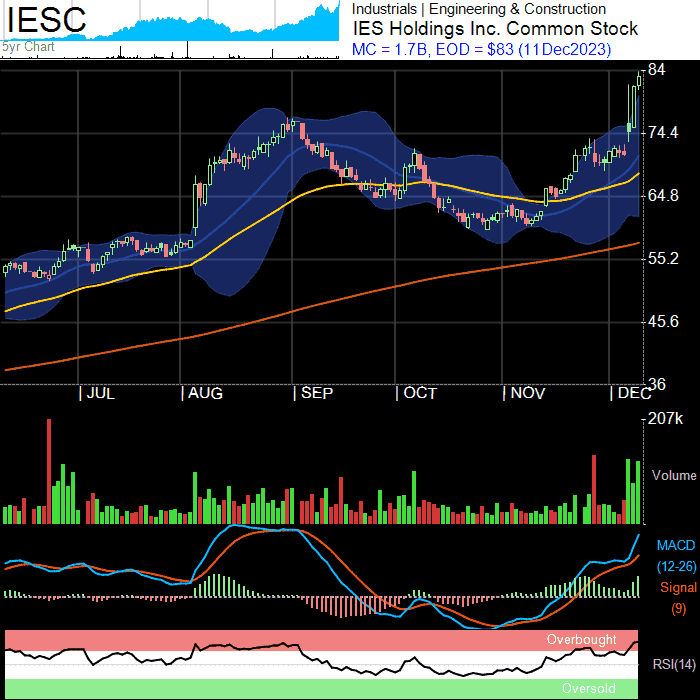 IESC
5yr Chart
Industrials | Engineering & Construction
IES Holdings Inc. Common Stock
MC = 1.7B, EOD = $83 (11Dec2023)
84
74.4
64.8
55.2
45.6
36
| JUL | AUG | SEP | OCT | NOV | DEC
207k
Volume
MACD
(12-26)
Signal
(9)
Overbought
RSI(14)
Oversold